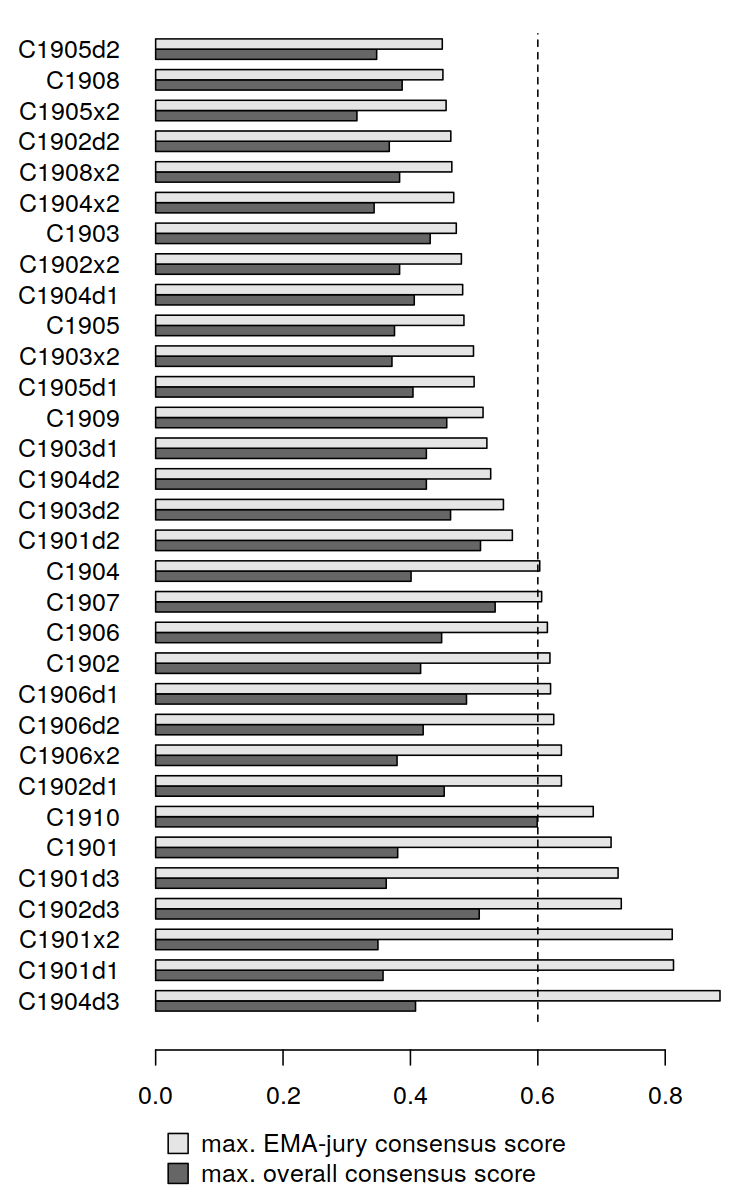 C1905d2
C1908
C1905x2
C1902d2
C1908x2
C1904x2
C1903
C1902x2
C1904d1
C1905
C1903x2
C1905d1
C1909
C1903d1
C1904d2
C1903d2
C1901d2
C1904
C1907
C1906
C1902
C1906d1
C1906d2
C1906x2
C1902d1
C1910
C1901
C1901d3
C1902d3
C1901x2
C1901d1
C1904d3
0.0 0.2 0.4 0.6 0.8
max. EMA-jury consensus score
max. overall consensus score